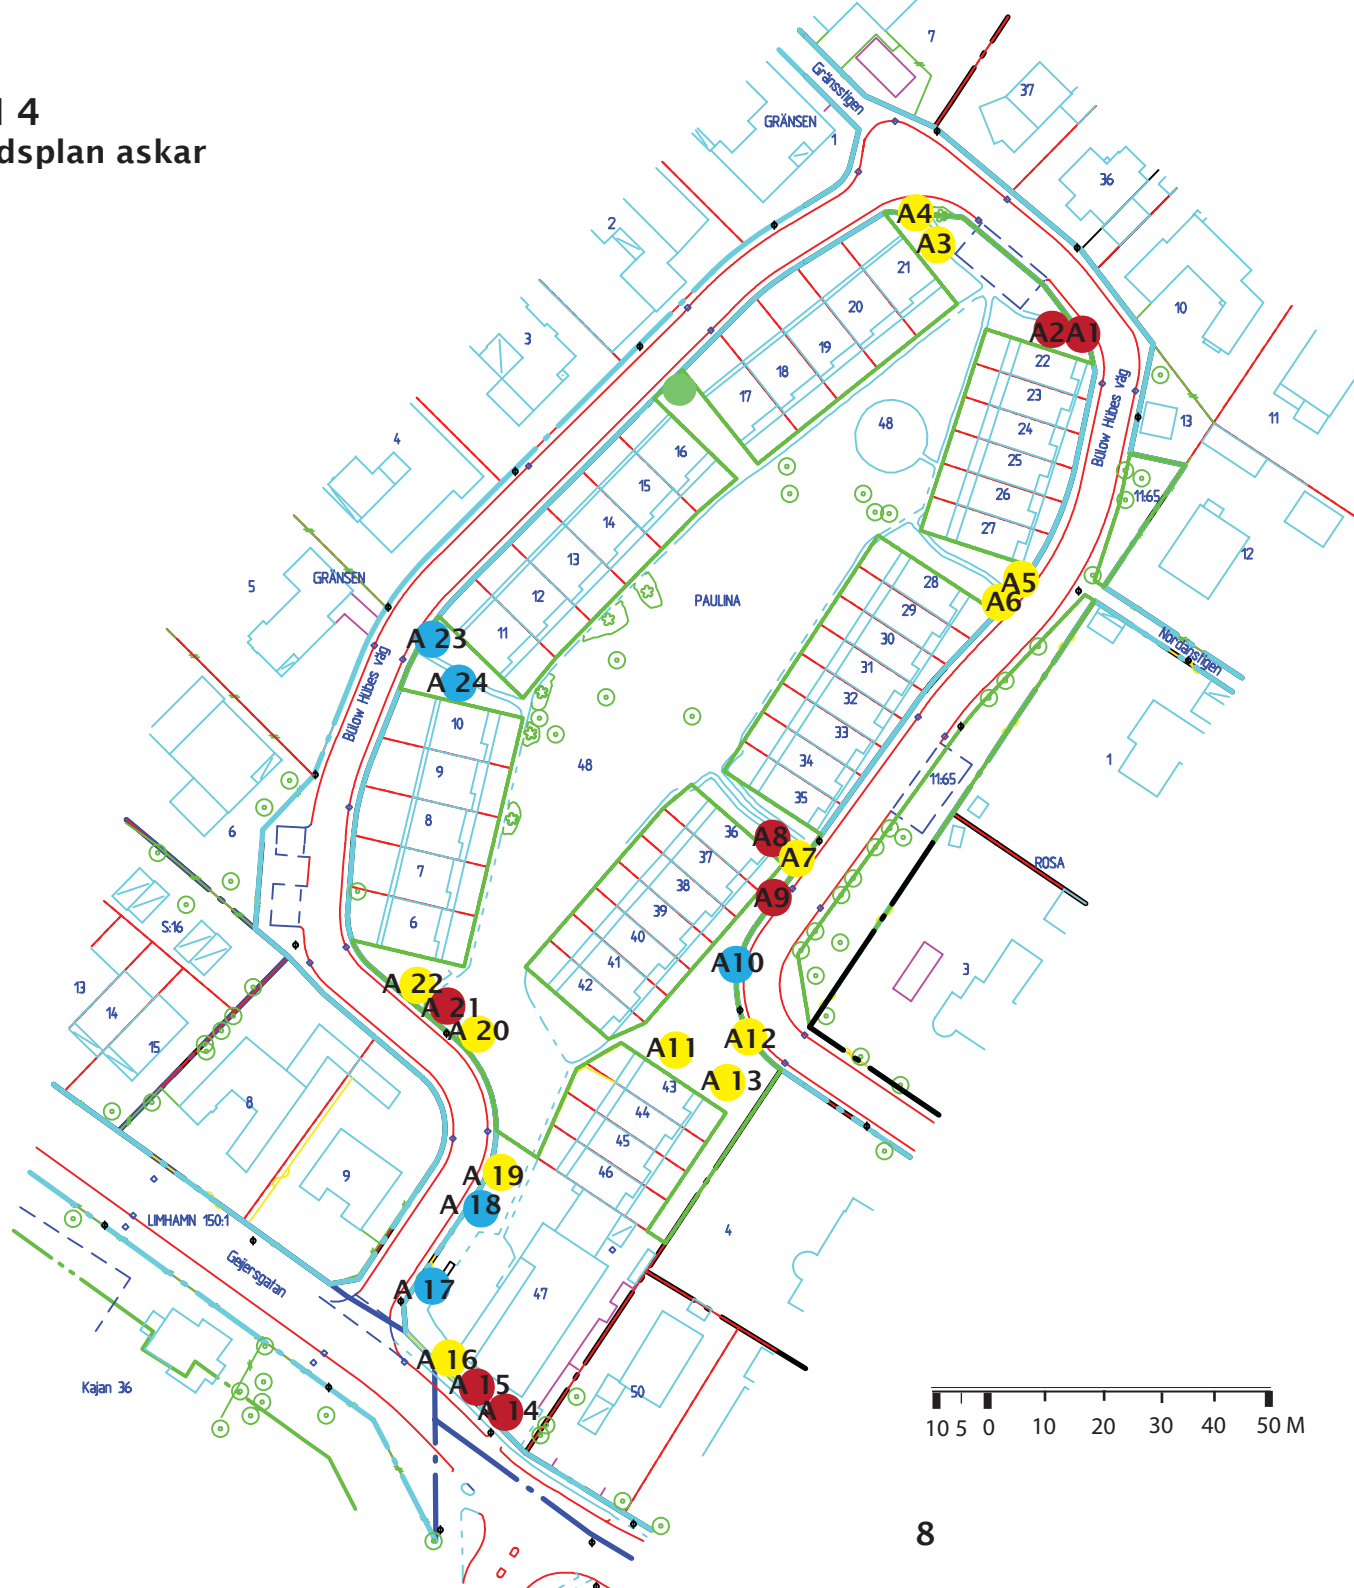 l 4
dsplan askar
7
Gränsstigen
37
GRÄNSEN
1
36
2
A4
A3
21
20
10
3
19
A2
A1
22
18
17
23
Bülow Hübes väg
13
11
48
24
4
16
25
15
26
11:65
14
27
12
13
GRÄNSEN
5
28
A5
12
PAULINA
A6
29
11
30
A 23
Nordanstigen
31
Bülow Hübes väg
A 24
32
10
33
48
34
1
9
11:65
35
8
6
36
A8
37
A7
ROSA
7
38
A9
39
6
S:16
40
41
A10
3
42
13
A 22
14
A 21
A 20
A12
15
A11
A 13
43
8
44
45
46
9
A 19
A 18
LIMHAMN 150:1
4
Geijersgatan
A 17
47
A 16
Kajan 36
A 15
50
A 14
10 5 0 10 20 30 40 50 M
8